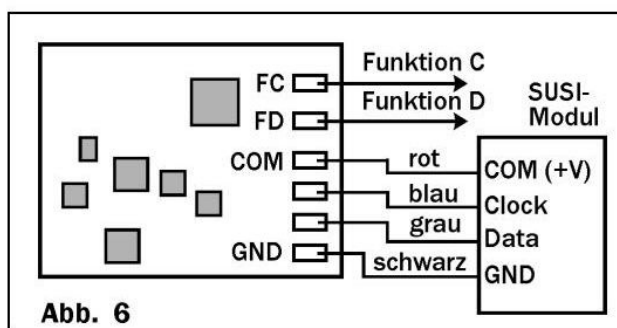 FC
Funktion C
FD
Funktion D
SUSI-
Modul
COM
rot
COM (+V)
blau
Clock
grau
Data
GND
schwarz
GND
Abb. 6